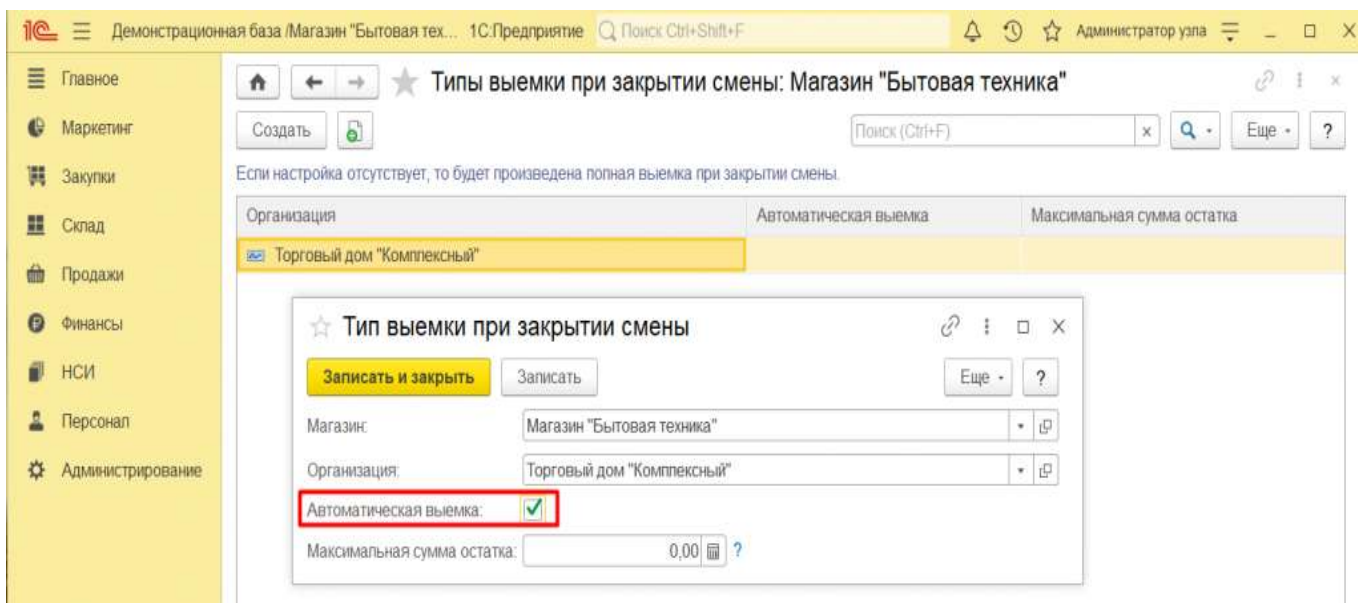 1С Демонстрационная база /Магазин "Бытовая тех... 1С:Предприятие Поиск Ctrl+Shift+F Администратор узла
Главное
Маркетинг
Закупки
Склад
Продажи
Финансы
НСИ
Персонал
Администрирование
Типы выемки при закрытии смены: Магазин "Бытовая техника"
Создать Поиск (Ctrl+F) x Еще ?
Если настройка отсутствует, то будет произведена полная выемка при закрытии смены.
Организация Автоматическая выемка Максимальная сумма остатка
Торговый дом "Комплексный"
Тип выемки при закрытии смены
Записать и закрыть Записать Еще ?
Магазин: Магазин "Бытовая техника"
Организация: Торговый дом "Комплексный"
Автоматическая выемка:
Максимальная сумма остатка: 0,00 ?